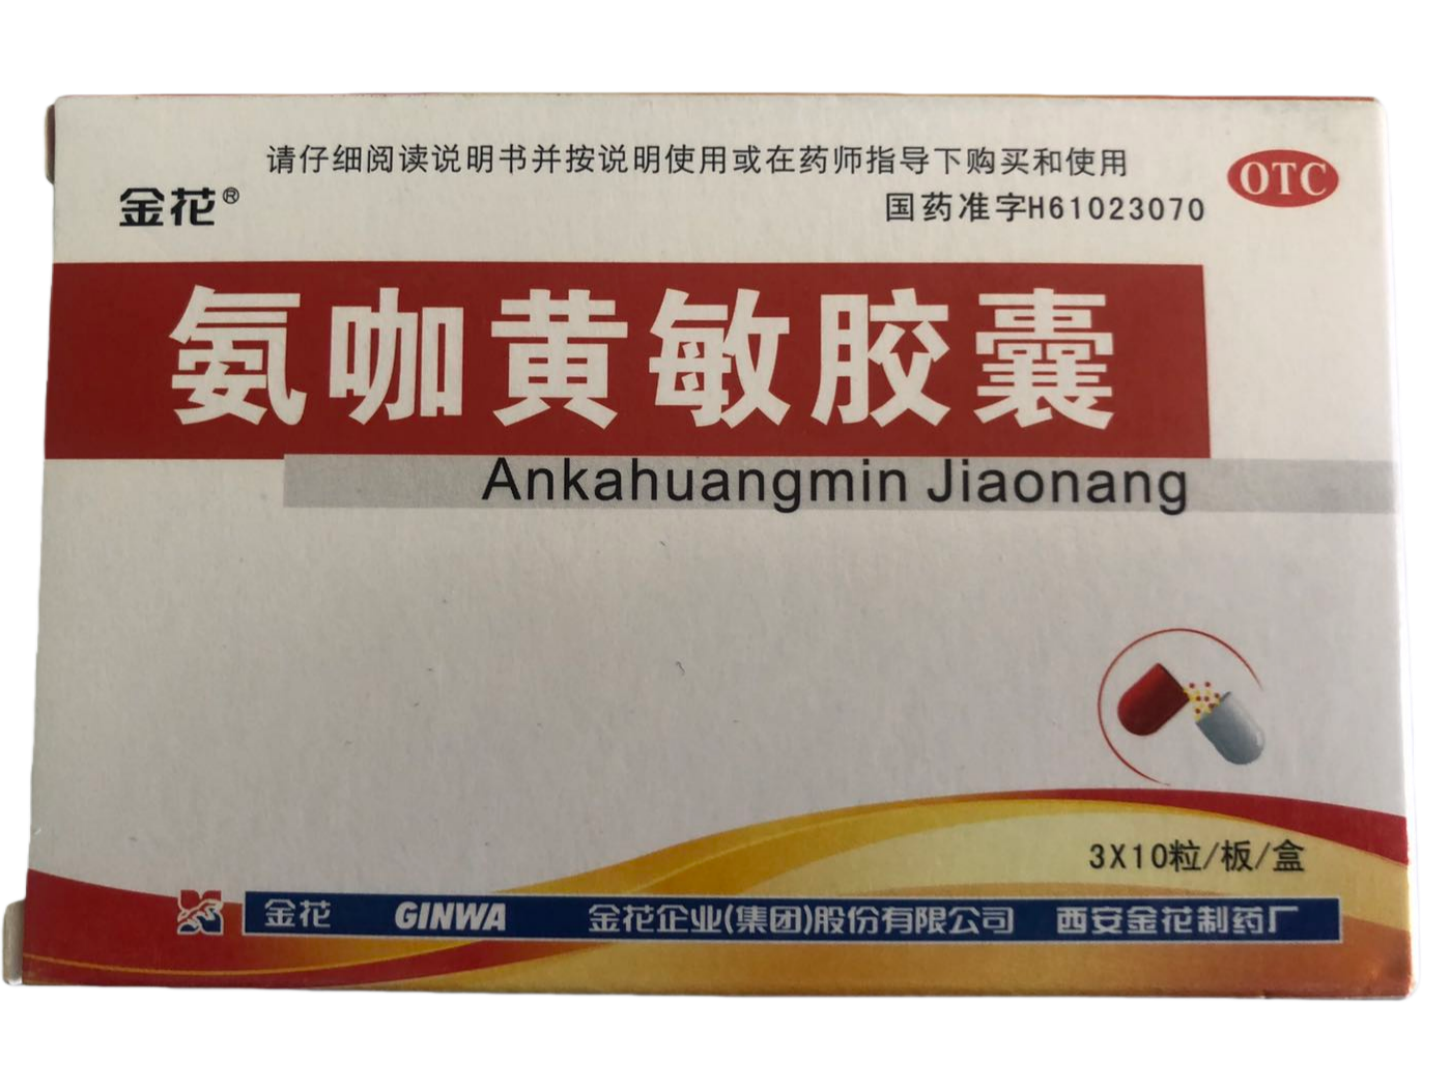 请仔细阅读说明书并按说明使用或在药师指导下购买和使用
OTC
金花®
国药准字H61023070
氨咖黄敏胶囊
Ankahuangmin Jiaonang
3X10粒/板/盒
金花 GINWA 金花企业(集团)股份有限公司 西安金花制药厂